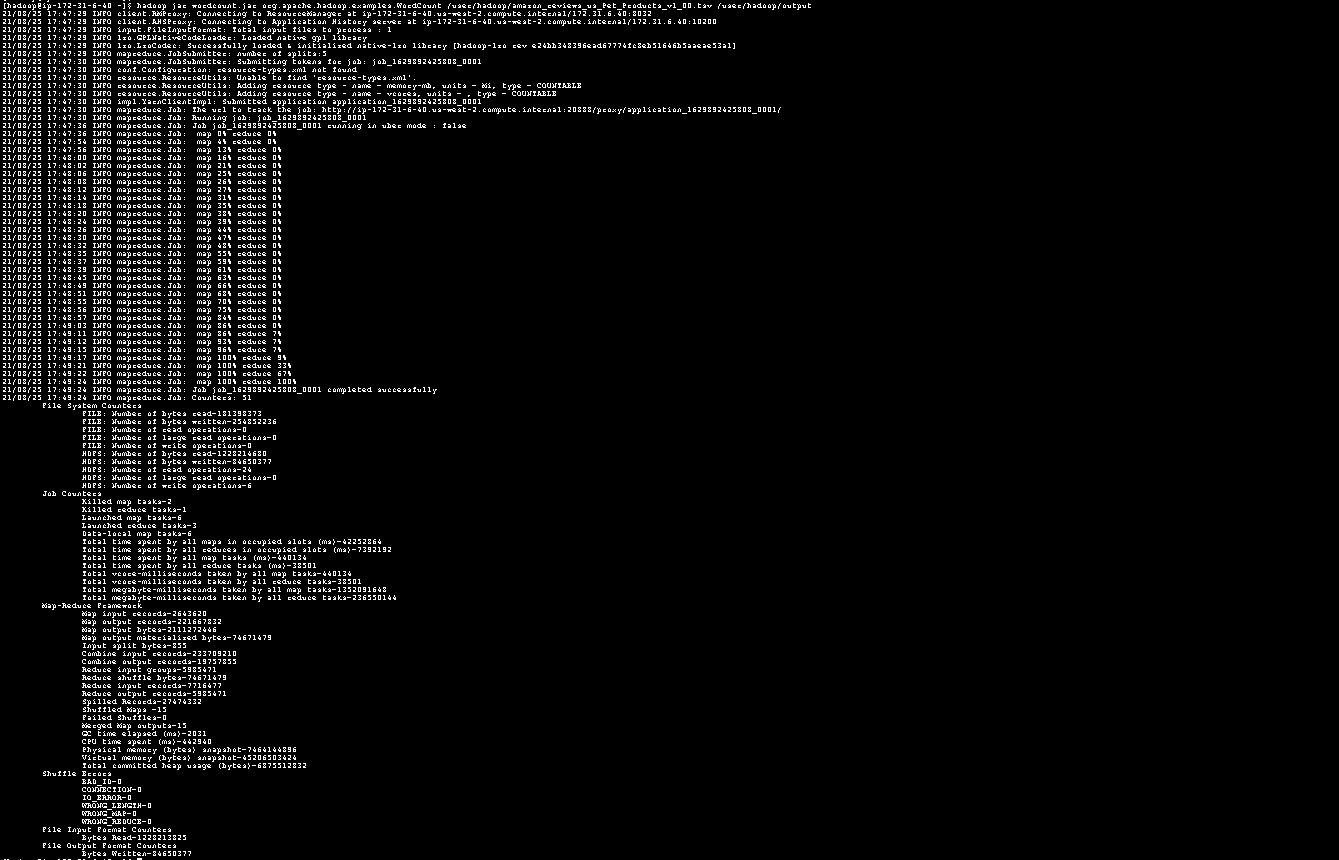 [hadoop@ip-172-31-6-40 ~]$ hadoop jar wordcount.jar org.apache.hadoop.examples.WordCount /user/hadoop/amazon_reviews_us_Pet_Products_v1_00.tsv /user/hadoop/output
21/08/25 17:47:29 INFO client.RMProxy: Connecting to ResourceManager at ip-172-31-6-40.us-west-2.compute.internal/172.31.6.40:8032
21/08/25 17:47:29 INFO client.AHSProxy: Connecting to Application History server at ip-172-31-6-40.us-west-2.compute.internal/172.31.6.40:10200
21/08/25 17:47:29 INFO input.FileInputFormat: Total input files to process : 1
21/08/25 17:47:29 INFO lzo.GPLNativeCodeLoader: Loaded native gpl library
21/08/25 17:47:29 INFO lzo.LzoCodec: Successfully loaded & initialized native-lzo library [hadoop-lzo rev e24bb348396ead67774fc8eb51646b5aaeae53a1]
21/08/25 17:47:29 INFO mapreduce.JobSubmitter: number of splits:5
21/08/25 17:47:30 INFO mapreduce.JobSubmitter: Submitting tokens for job: job_1629892425808_0001
21/08/25 17:47:30 INFO conf.Configuration: resource-types.xml not found
21/08/25 17:47:30 INFO resource.ResourceUtils: Unable to find 'resource-types.xml'.
21/08/25 17:47:30 INFO resource.ResourceUtils: Adding resource type - name = memory-mb, units = Mi, type = COUNTABLE
21/08/25 17:47:30 INFO resource.ResourceUtils: Adding resource type - name = vcores, units = , type = COUNTABLE
21/08/25 17:47:30 INFO impl.YarnClientImpl: Submitted application application_1629892425808_0001
21/08/25 17:47:30 INFO mapreduce.Job: The url to track the job: http://ip-172-31-6-40.us-west-2.compute.internal:20888/proxy/application_1629892425808_0001/
21/08/25 17:47:30 INFO mapreduce.Job: Running job: job_1629892425808_0001
21/08/25 17:47:36 INFO mapreduce.Job: Job job_1629892425808_0001 running in uber mode : false
21/08/25 17:47:36 INFO mapreduce.Job:  map 0% reduce 0%
21/08/25 17:47:54 INFO mapreduce.Job:  map 4% reduce 0%
21/08/25 17:47:56 INFO mapreduce.Job:  map 13% reduce 0%
21/08/25 17:48:00 INFO mapreduce.Job:  map 16% reduce 0%
21/08/25 17:48:02 INFO mapreduce.Job:  map 21% reduce 0%
21/08/25 17:48:06 INFO mapreduce.Job:  map 25% reduce 0%
21/08/25 17:48:08 INFO mapreduce.Job:  map 26% reduce 0%
21/08/25 17:48:12 INFO mapreduce.Job:  map 27% reduce 0%
21/08/25 17:48:14 INFO mapreduce.Job:  map 31% reduce 0%
21/08/25 17:48:18 INFO mapreduce.Job:  map 35% reduce 0%
21/08/25 17:48:20 INFO mapreduce.Job:  map 38% reduce 0%
21/08/25 17:48:24 INFO mapreduce.Job:  map 39% reduce 0%
21/08/25 17:48:26 INFO mapreduce.Job:  map 44% reduce 0%
21/08/25 17:48:30 INFO mapreduce.Job:  map 47% reduce 0%
21/08/25 17:48:32 INFO mapreduce.Job:  map 48% reduce 0%
21/08/25 17:48:35 INFO mapreduce.Job:  map 55% reduce 0%
21/08/25 17:48:37 INFO mapreduce.Job:  map 59% reduce 0%
21/08/25 17:48:39 INFO mapreduce.Job:  map 61% reduce 0%
21/08/25 17:48:45 INFO mapreduce.Job:  map 63% reduce 0%
21/08/25 17:48:49 INFO mapreduce.Job:  map 66% reduce 0%
21/08/25 17:48:51 INFO mapreduce.Job:  map 68% reduce 0%
21/08/25 17:48:55 INFO mapreduce.Job:  map 70% reduce 0%
21/08/25 17:48:56 INFO mapreduce.Job:  map 75% reduce 0%
21/08/25 17:48:57 INFO mapreduce.Job:  map 84% reduce 0%
21/08/25 17:49:03 INFO mapreduce.Job:  map 86% reduce 0%
21/08/25 17:49:11 INFO mapreduce.Job:  map 86% reduce 7%
21/08/25 17:49:12 INFO mapreduce.Job:  map 93% reduce 7%
21/08/25 17:49:15 INFO mapreduce.Job:  map 96% reduce 7%
21/08/25 17:49:17 INFO mapreduce.Job:  map 100% reduce 9%
21/08/25 17:49:21 INFO mapreduce.Job:  map 100% reduce 33%
21/08/25 17:49:22 INFO mapreduce.Job:  map 100% reduce 67%
21/08/25 17:49:24 INFO mapreduce.Job:  map 100% reduce 100%
21/08/25 17:49:24 INFO mapreduce.Job: Job job_1629892425808_0001 completed successfully
21/08/25 17:49:24 INFO mapreduce.Job: Counters: 51
File System Counters
FILE: Number of bytes read=181398373
FILE: Number of bytes written=254852236
FILE: Number of read operations=0
FILE: Number of large read operations=0
FILE: Number of write operations=0
HDFS: Number of bytes read=1228214680
HDFS: Number of bytes written=84650377
HDFS: Number of read operations=24
HDFS: Number of large read operations=0
HDFS: Number of write operations=6
Job Counters
Killed map tasks=2
Killed reduce tasks=1
Launched map tasks=6
Launched reduce tasks=3
Data-local map tasks=6
Total time spent by all maps in occupied slots (ms)=42252864
Total time spent by all reduces in occupied slots (ms)=7392192
Total time spent by all map tasks (ms)=440134
Total time spent by all reduce tasks (ms)=38501
Total vcore-milliseconds taken by all map tasks=440134
Total vcore-milliseconds taken by all reduce tasks=38501
Total megabyte-milliseconds taken by all map tasks=1352091648
Total megabyte-milliseconds taken by all reduce tasks=236550144
Map-Reduce Framework
Map input records=2643620
Map output records=221667832
Map output bytes=2111272446
Map output materialized bytes=74671479
Input split bytes=855
Combine input records=233709210
Combine output records=19757855
Reduce input groups=5985471
Reduce shuffle bytes=74671479
Reduce input records=7716477
Reduce output records=5985471
Spilled Records=27474332
Shuffled Maps =15
Failed Shuffles=0
Merged Map outputs=15
GC time elapsed (ms)=2031
CPU time spent (ms)=442940
Physical memory (bytes) snapshot=7464144896
Virtual memory (bytes) snapshot=45206503424
Total committed heap usage (bytes)=6875512832
Shuffle Errors
BAD_ID=0
CONNECTION=0
IO_ERROR=0
WRONG_LENGTH=0
WRONG_MAP=0
WRONG_REDUCE=0
File Input Format Counters
Bytes Read=1228213825
File Output Format Counters
Bytes Written=84650377